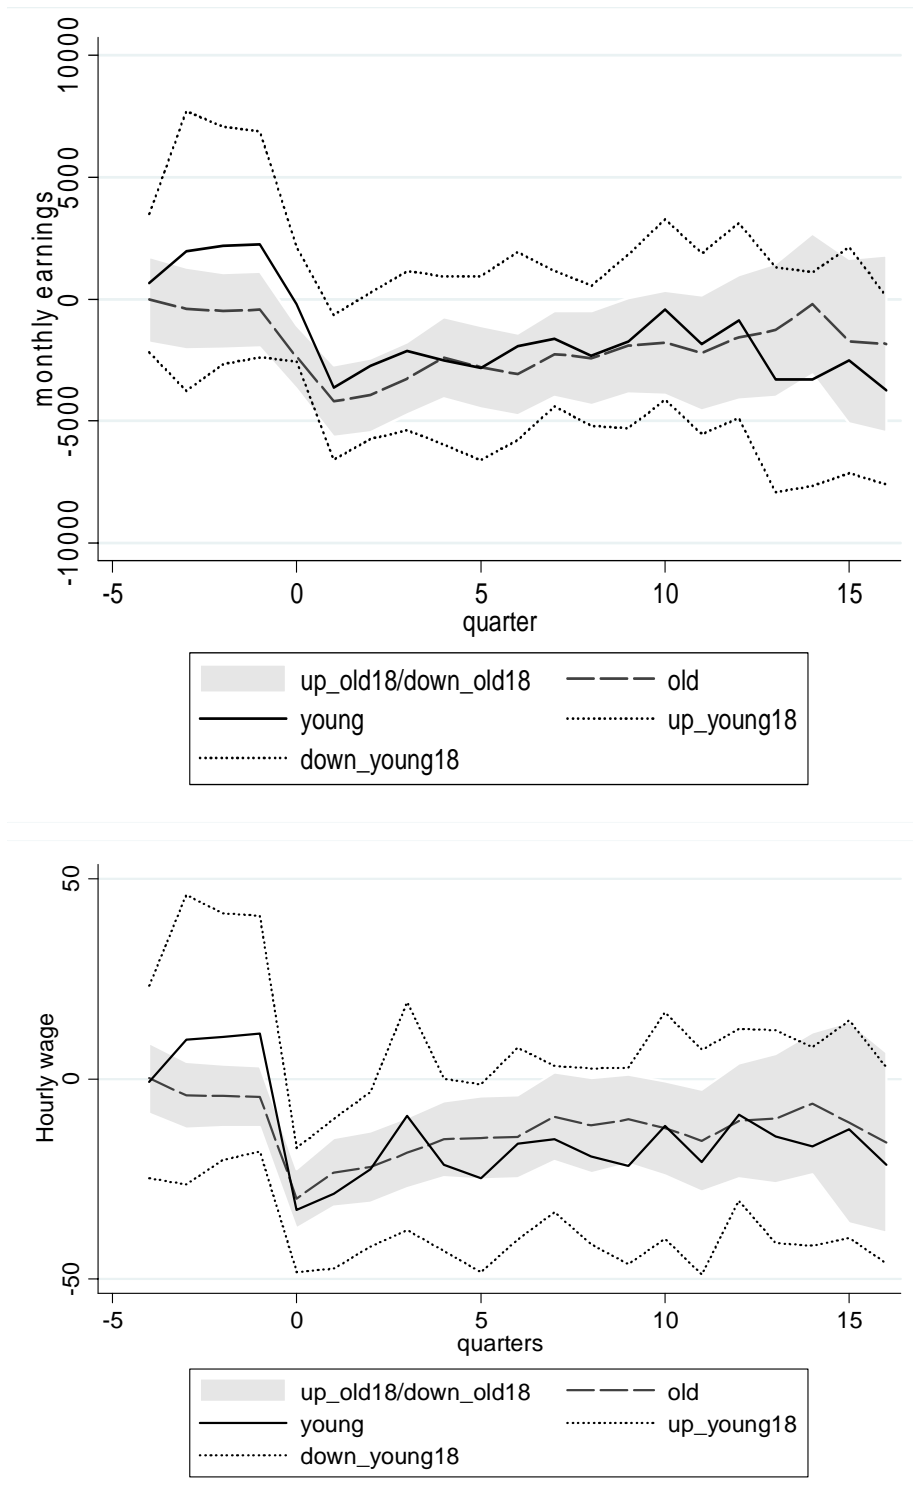 10000
5000
0
-5000
-10000
monthly earnings
-5 0 5 10 15
quarter
up_old18/down_old18 old
young up_young18
down_young18
50
0
-50
Hourly wage
-5 0 5 10 15
quarters
up_old18/down_old18 old
young up_young18
down_young18